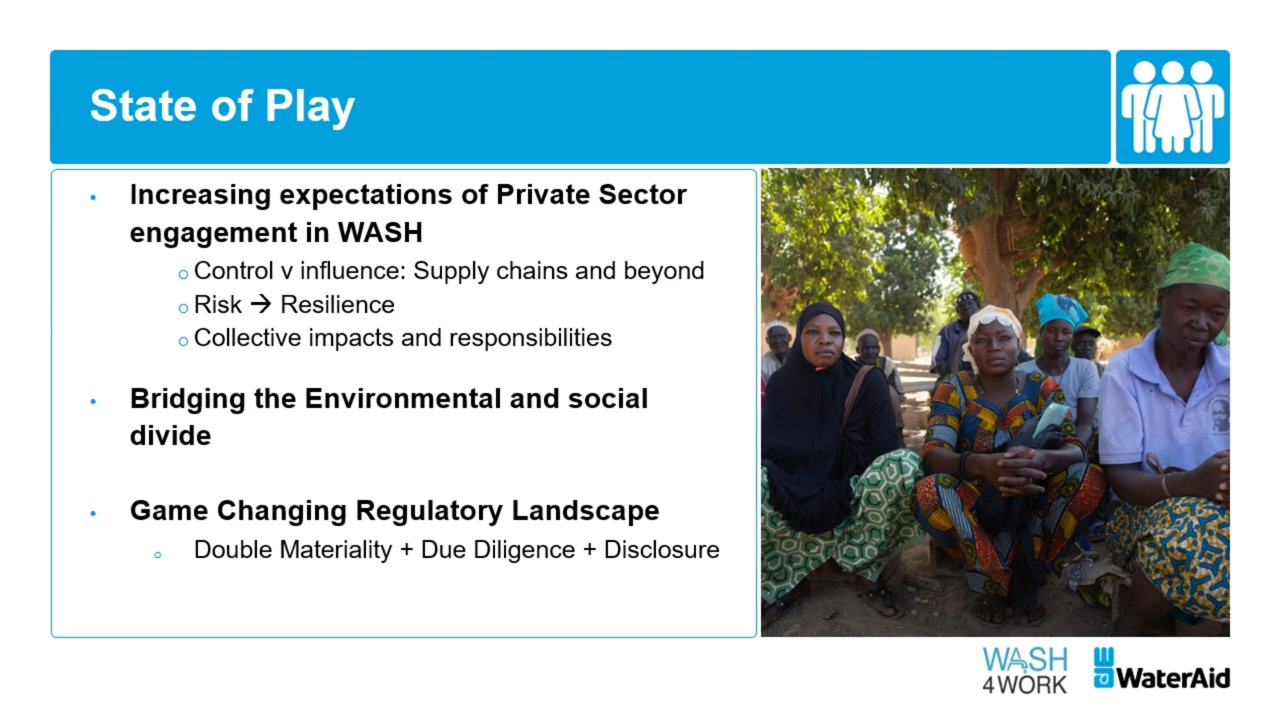 State of Play
• Increasing expectations of Private Sector
engagement in WASH
o Control v influence: Supply chains and beyond
o Risk → Resilience
o Collective impacts and responsibilities
• Bridging the Environmental and social
divide
• Game Changing Regulatory Landscape
o Double Materiality + Due Diligence + Disclosure
WASH
4WORK
WaterAid